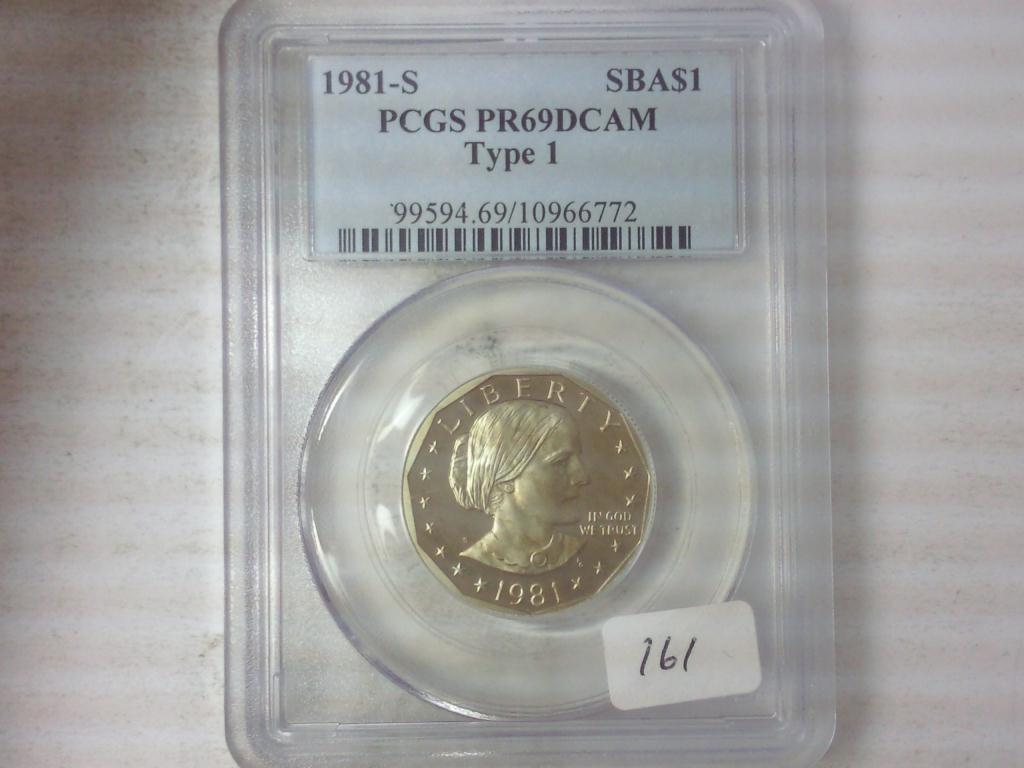 1981-S SBA$1
PCGS PR69DCAM
Type 1
99594.69/10966772
LIBERTY
IN GOD
WE TRUST
S
1981
161